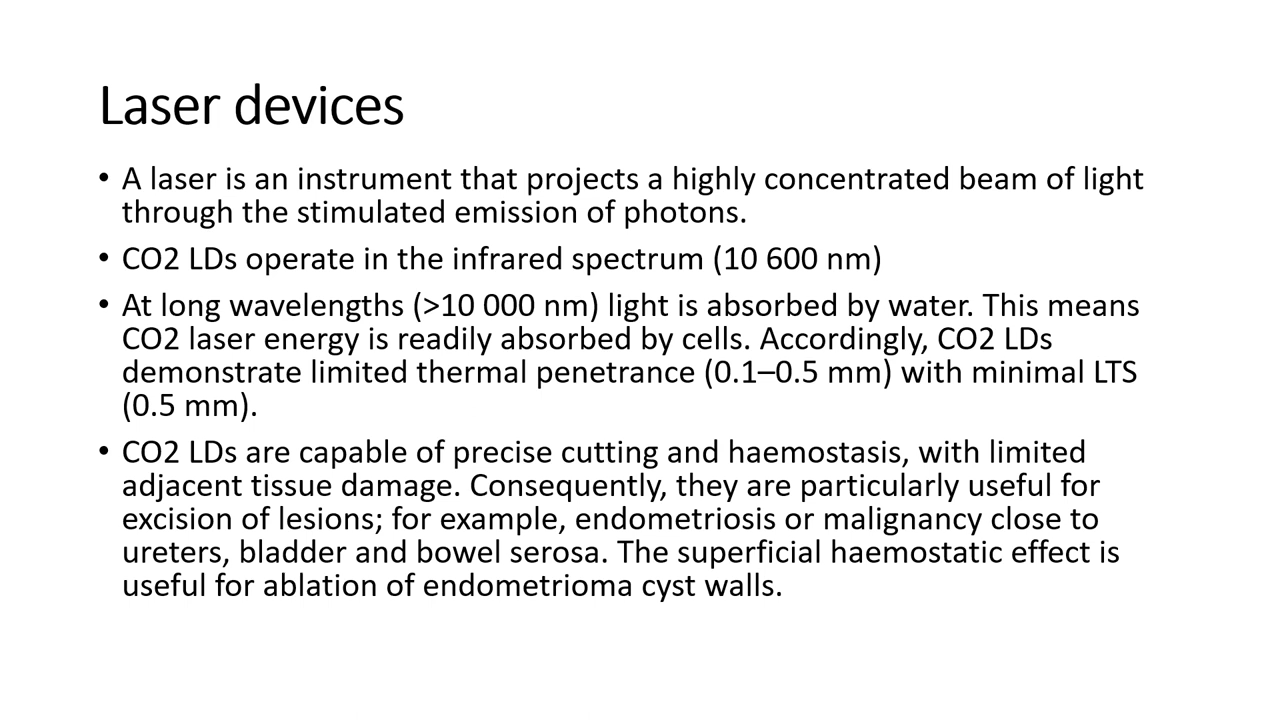 Laser devices
• A laser is an instrument that projects a highly concentrated beam of light
through the stimulated emission of photons.
• CO2 LDs operate in the infrared spectrum (10 600 nm)
• At long wavelengths (>10 000 nm) light is absorbed by water. This means
CO2 laser energy is readily absorbed by cells. Accordingly, CO2 LDs
demonstrate limited thermal penetrance (0.1–0.5 mm) with minimal LTS
(0.5 mm).
• CO2 LDs are capable of precise cutting and haemostasis, with limited
adjacent tissue damage. Consequently, they are particularly useful for
excision of lesions; for example, endometriosis or malignancy close to
ureters, bladder and bowel serosa. The superficial haemostatic effect is
useful for ablation of endometrioma cyst walls.